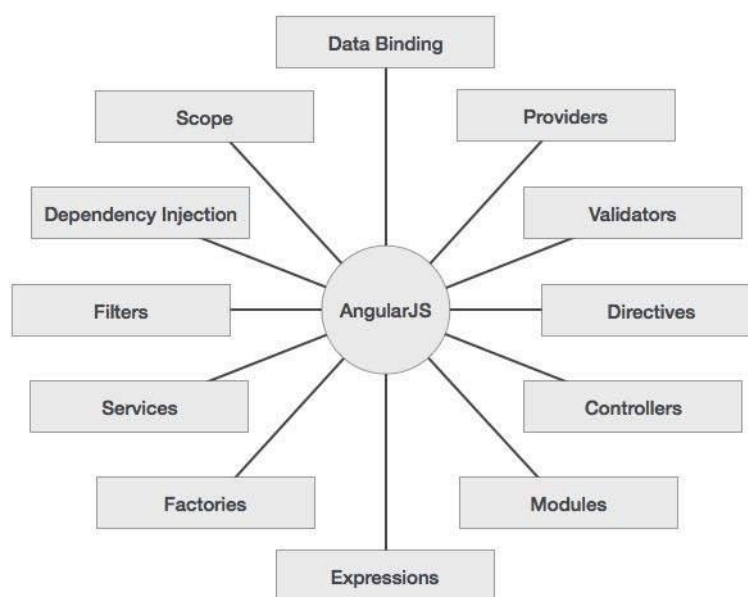 Data Binding
Scope
Providers
Dependency Injection
Validators
Filters
AngularJS
Directives
Services
Controllers
Factories
Modules
Expressions